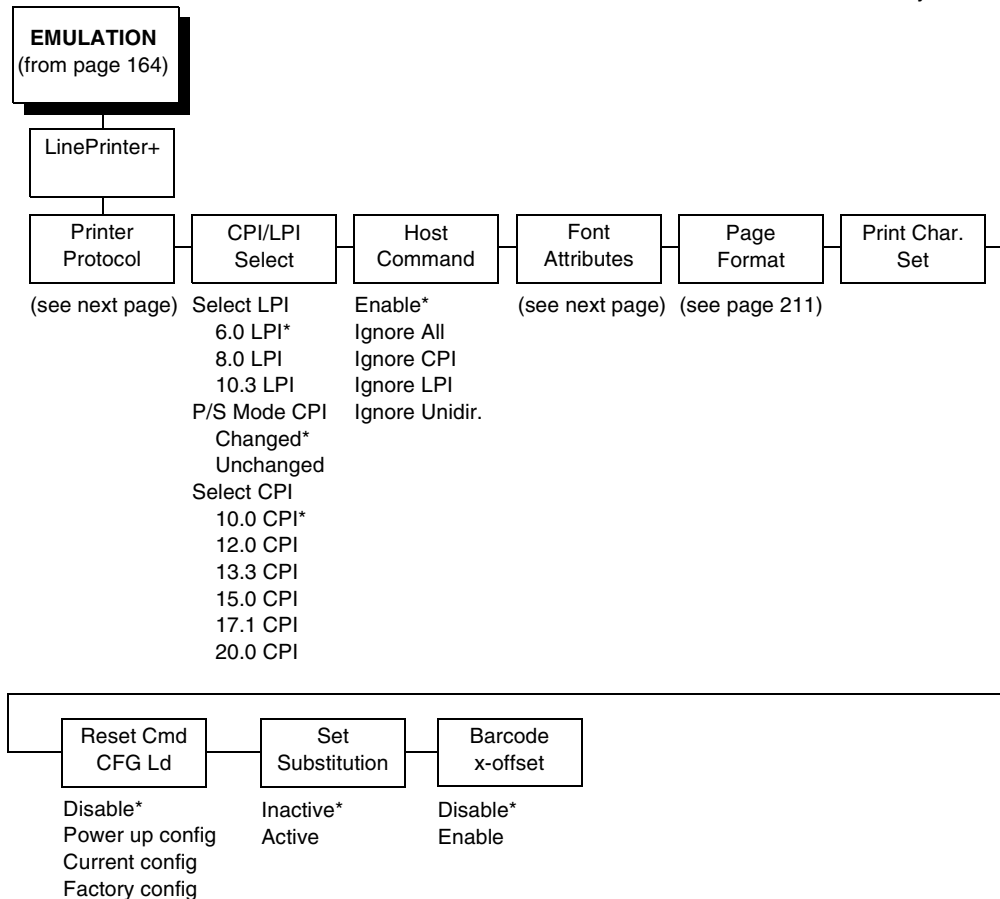 EMULATION
(from page 164)
LinePrinter+
Printer Protocol
(see next page)
CPI/LPI Select
Select LPI
6.0 LPI*
8.0 LPI
10.3 LPI
P/S Mode CPI
Changed*
Unchanged
Select CPI
10.0 CPI*
12.0 CPI
13.3 CPI
15.0 CPI
17.1 CPI
20.0 CPI
Host Command
Enable*
Ignore All
Ignore CPI
Ignore LPI
Ignore Unidir.
Font Attributes
(see next page)
Page Format
(see page 211)
Print Char. Set
Reset Cmd CFG Ld
Disable*
Power up config
Current config
Factory config
Set Substitution
Inactive*
Active
Barcode x-offset
Disable*
Enable